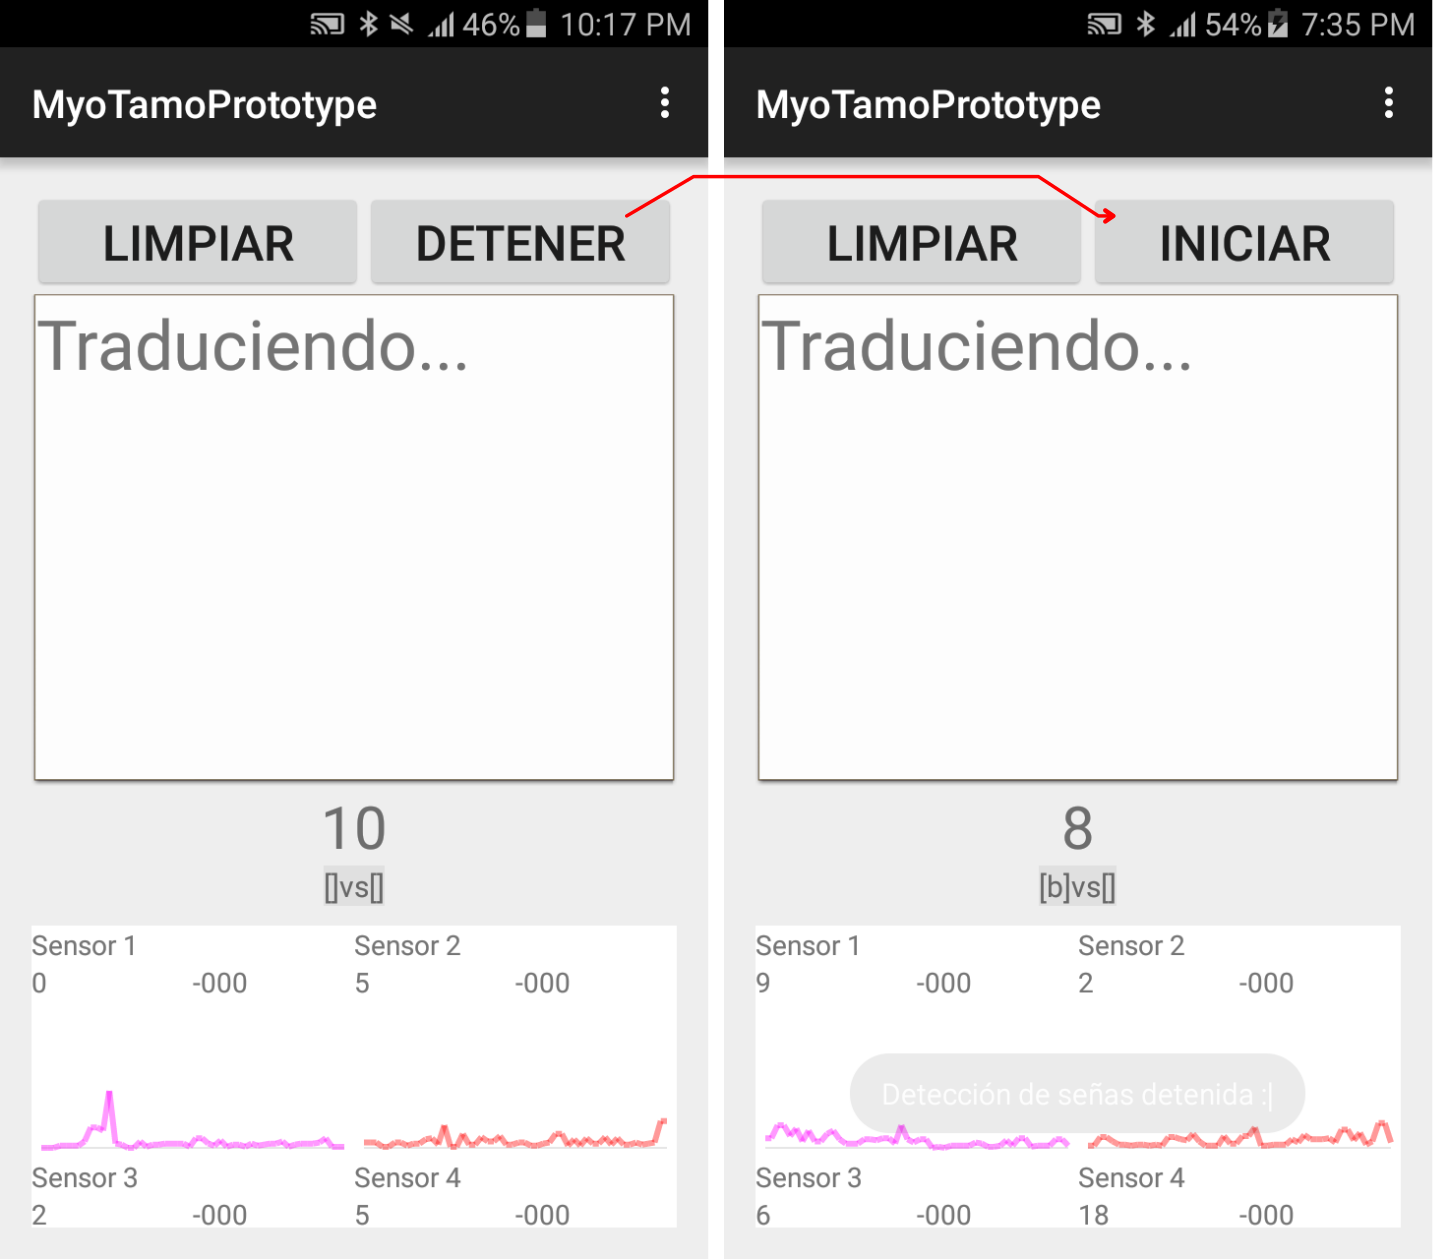 46% 10:17 PM
MyoTamoPrototype
LIMPIAR DETENER
Traduciendo...
10
[]vs[]
Sensor 1 Sensor 2
0 -000 5 -000
Sensor 3 Sensor 4
2 -000 5 -000
54% 7:35 PM
MyoTamoPrototype
LIMPIAR INICIAR
Traduciendo...
8
[b]vs[]
Sensor 1 Sensor 2
9 -000 2 -000
Detección de señas detenida :|
Sensor 3 Sensor 4
6 -000 18 -000